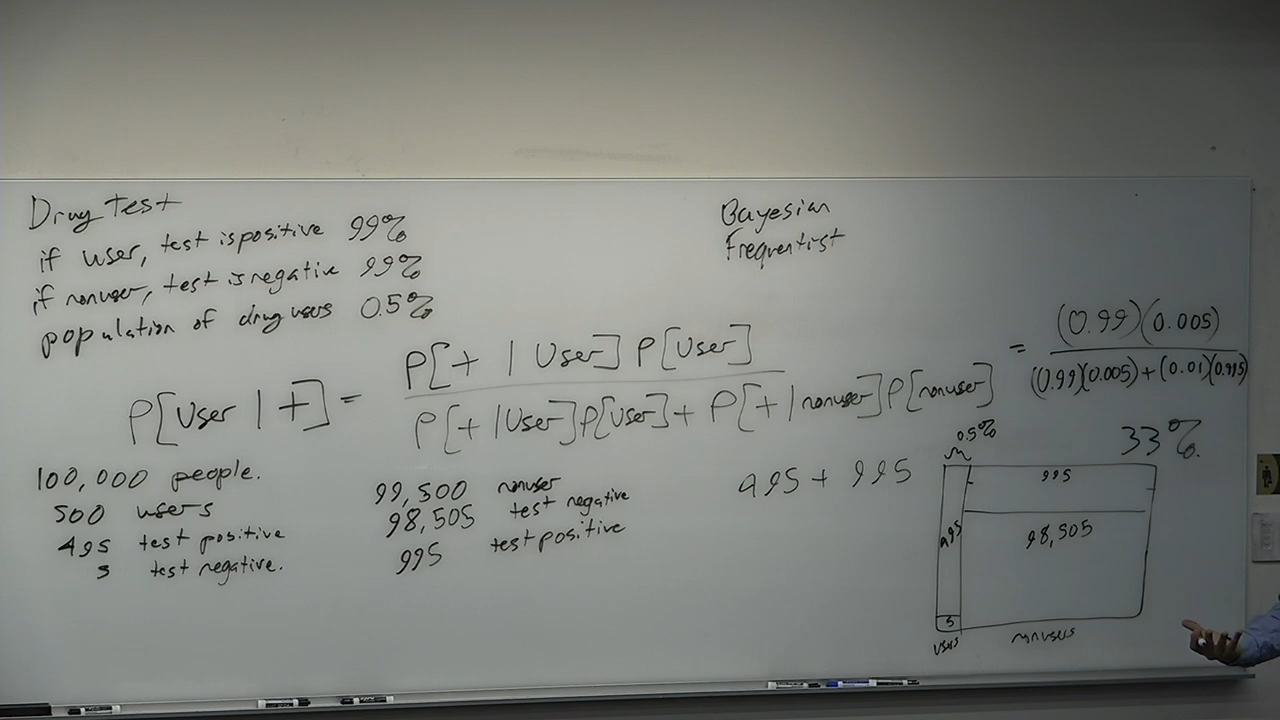 Drug Test
if user, test is positive 99%
if nonuser, test is negative 99%
population of drug users 0.5%
Bayesian
Frequentist
P[User | +] = P[+ | User] P[User] / P[+ | User] P[User] + P[+ | nonuser] P[nonuser] = (0.99)(0.005) / (0.99)(0.005) + (0.01)(0.995)
33%.
100,000 people.
500 users
495 test positive
5 test negative.
99,500 nonuser
98,505 test negative
995 test positive
495 + 995
0.5%
995
495
98,505
5
users
nonusers